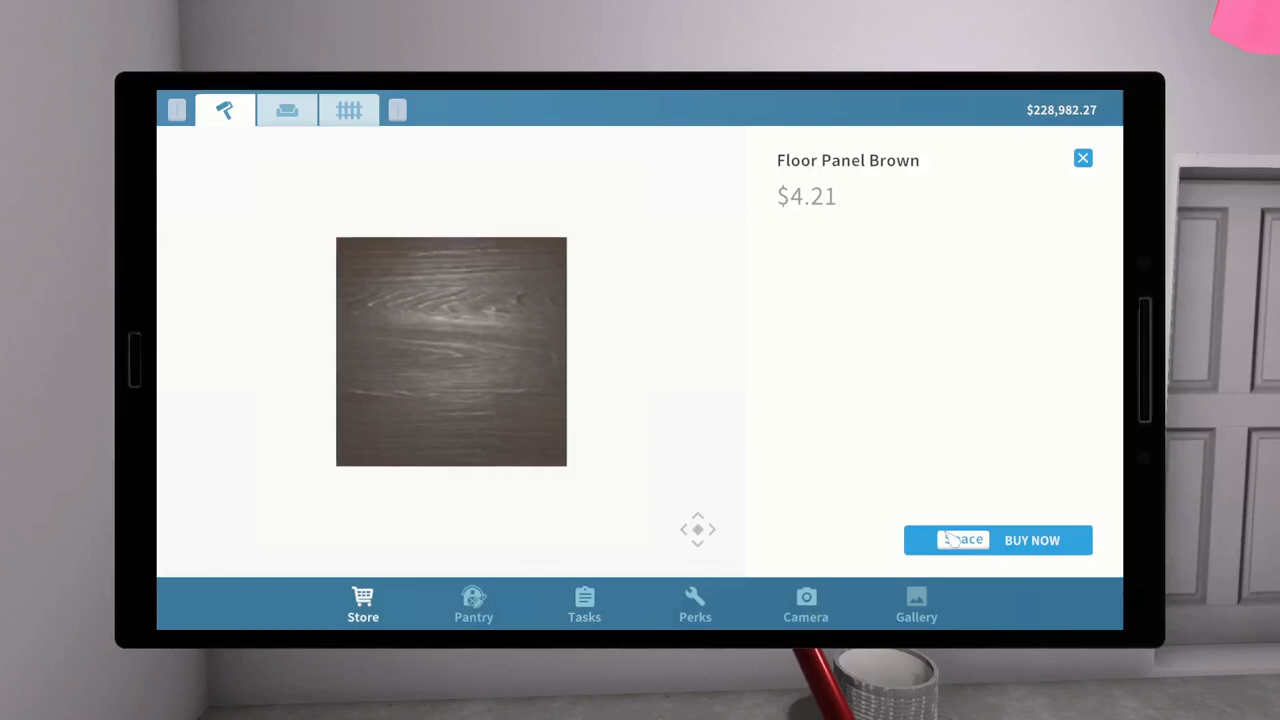 $228,982.27
Floor Panel Brown
$4.21
BUY NOW
Store
Pantry
Tasks
Perks
Camera
Gallery